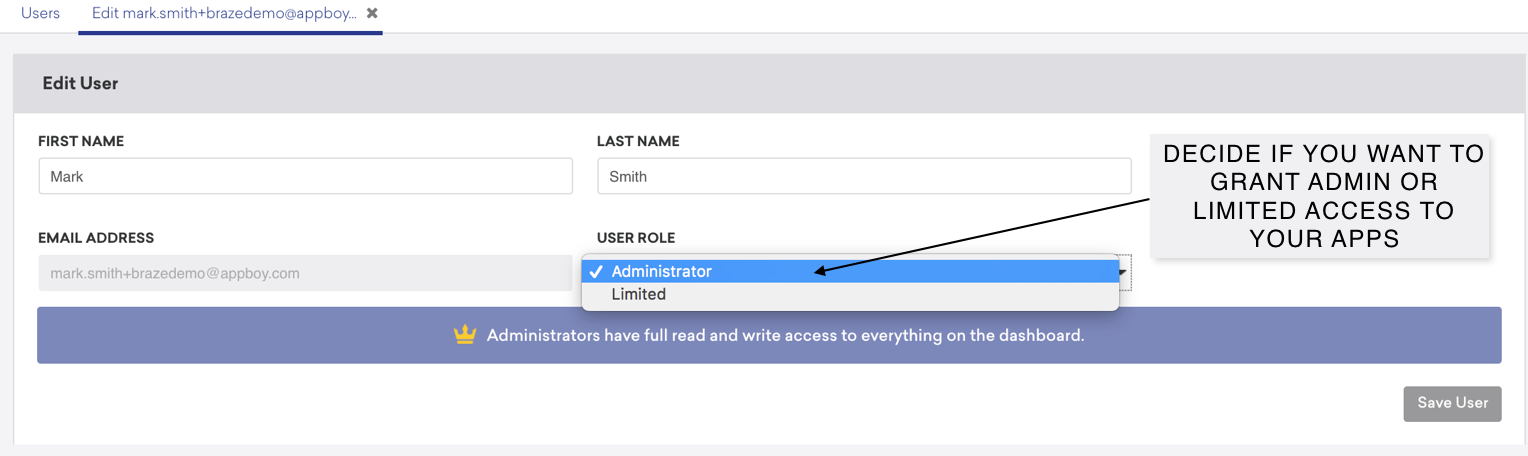 Users
Edit mark.smith+brazedemo@appboy... ✖
Edit User
FIRST NAME
Mark
LAST NAME
Smith
EMAIL ADDRESS
mark.smith+brazedemo@appboy.com
USER ROLE
✓ Administrator
Limited
DECIDE IF YOU WANT TO
GRANT ADMIN OR
LIMITED ACCESS TO
YOUR APPS
Administrators have full read and write access to everything on the dashboard.
Save User